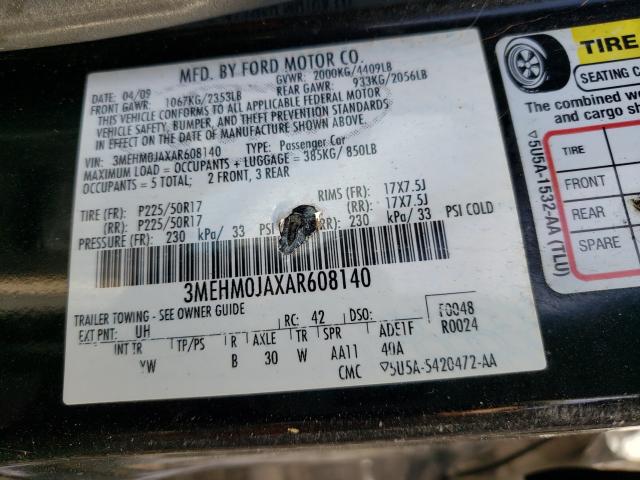 MFD. BY FORD MOTOR CO.
DATE: 04/09 GVWR: 2000KG/4409LB
FRONT GAWR: 1067KG/2353LB REAR GAWR: 933KG/2056LB
THIS VEHICLE CONFORMS TO ALL APPLICABLE FEDERAL MOTOR
VEHICLE SAFETY, BUMPER, AND THEFT PREVENTION STANDARDS
IN EFFECT ON THE DATE OF MANUFACTURE SHOWN ABOVE.
VIN: 3MEHM0JAXAR608140 TYPE: Passenger Car
MAXIMUM LOAD = OCCUPANTS + LUGGAGE = 385KG/850LB
OCCUPANTS = 5 TOTAL; 2 FRONT, 3 REAR
TIRE (FR): P225/50R17 RIMS (FR): 17X7.5J
(RR): P225/50R17 (RR): 17X7.5J
PRESSURE (FR): 230 kPa/ 33 PSI (RR): 230 kPa/ 33 PSI COLD
3MEHM0JAXAR608140
TRAILER TOWING - SEE OWNER GUIDE
EXT PNT: UH RC: 42 DSO: F0048
INT TR TP/PS R AXLE TR SPR ADE1F R0024
YW B 30 W AA11 40A
CMC ▽5U5A-5420472-AA
TIRE
SEATING CA
The combined w
and cargo sh
TIRE
FRONT
REAR
SPARE
▽5U5A-1532-AA (TLU)